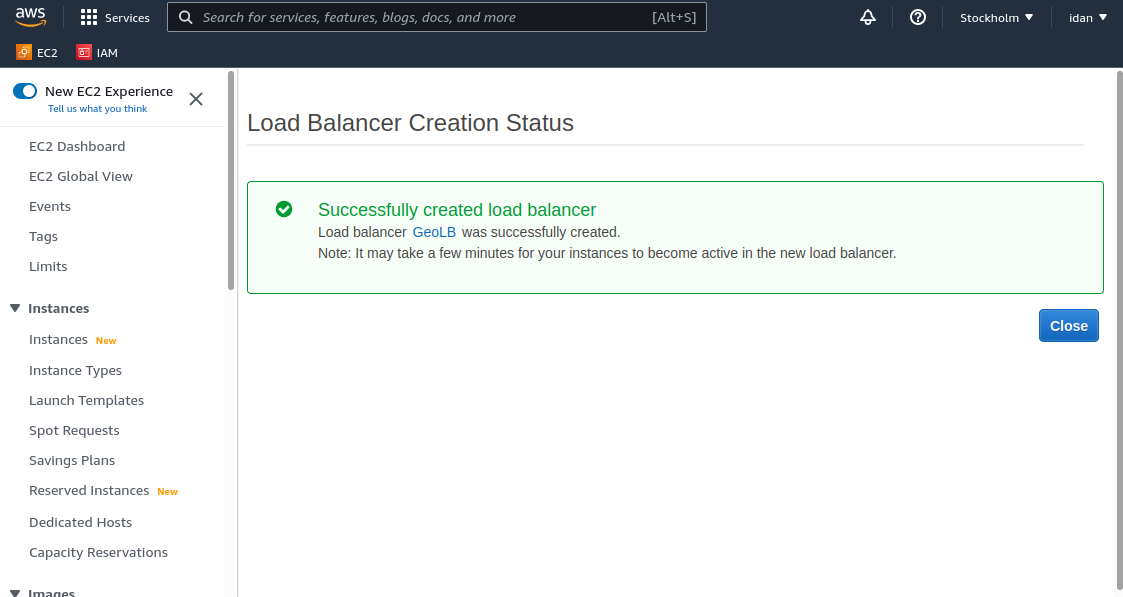 aws
Services
Search for services, features, blogs, docs, and more [Alt+S]
Stockholm
idan
EC2
IAM
New EC2 Experience
Tell us what you think
EC2 Dashboard
EC2 Global View
Events
Tags
Limits
Instances
Instances New
Instance Types
Launch Templates
Spot Requests
Savings Plans
Reserved Instances New
Dedicated Hosts
Capacity Reservations
Images
Load Balancer Creation Status
Successfully created load balancer
Load balancer GeoLB was successfully created.
Note: It may take a few minutes for your instances to become active in the new load balancer.
Close